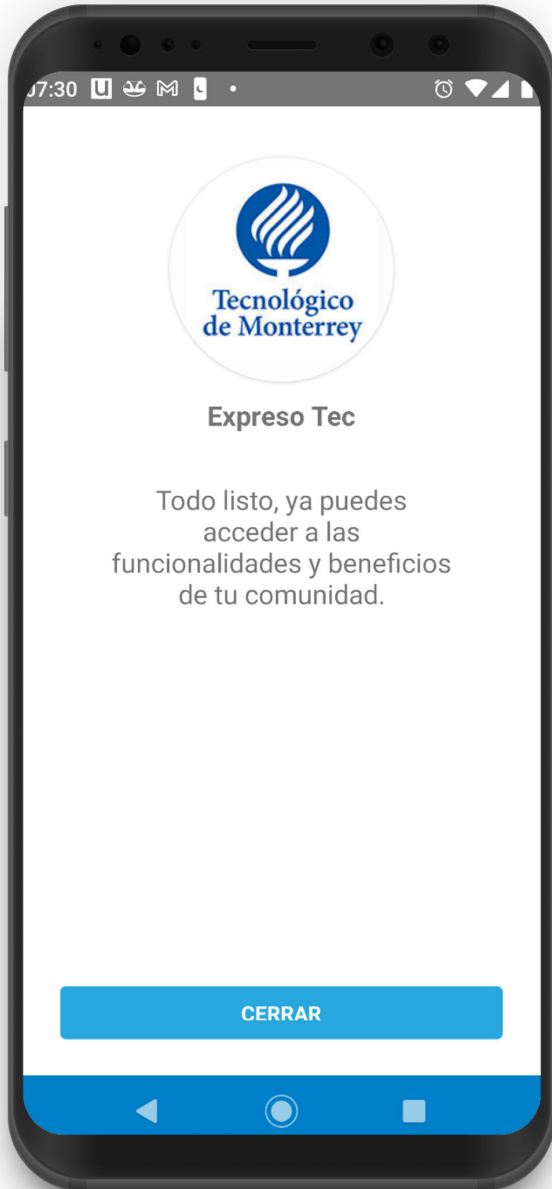 07:30
Tecnológico
de Monterrey
Expreso Tec
Todo listo, ya puedes
acceder a las
funcionalidades y beneficios
de tu comunidad.
CERRAR